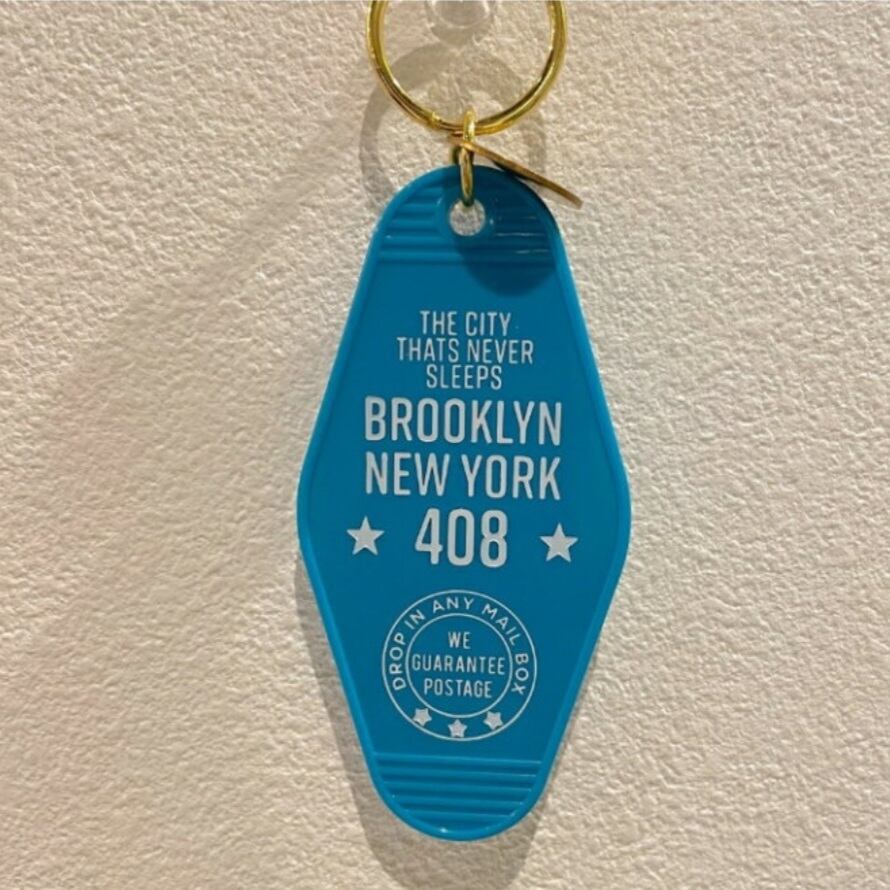 THE CITY
THATS NEVER
SLEEPS
BROOKLYN
NEW YORK
408
DROP IN ANY MAIL BOX
WE
GUARANTEE
POSTAGE